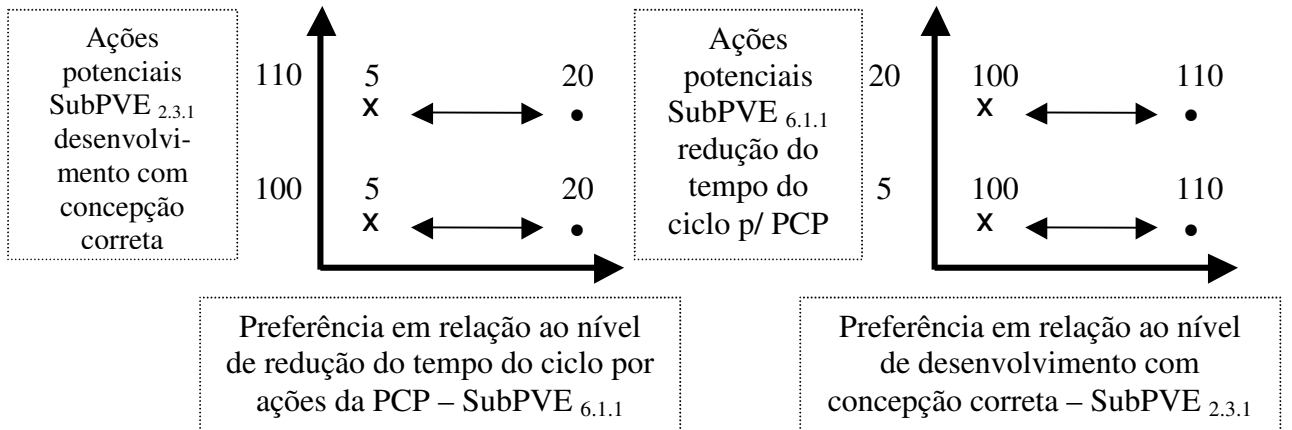 Ações
potenciais
SubPVE 2.3.1
desenvolvi-
mento com
concepção
correta
110
5
20
x
•
100
5
20
x
•
Preferência em relação ao nível
de redução do tempo do ciclo por
ações da PCP – SubPVE 6.1.1
Ações
potenciais
SubPVE 6.1.1
redução do
tempo do
ciclo p/ PCP
20
100
110
x
•
5
100
110
x
•
Preferência em relação ao nível
de desenvolvimento com
concepção correta – SubPVE 2.3.1